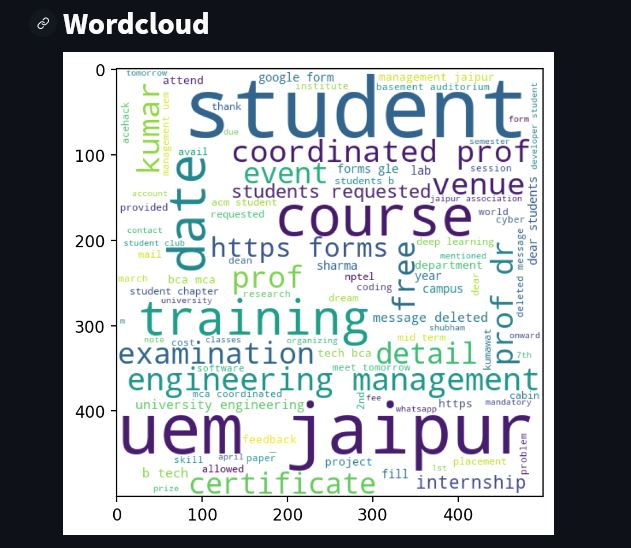 Wordcloud
0
100
200
300
400
0
100
200
300
400
tomorrow
attend
google form
management jaipur
institute
basement auditorium
student
kumar
acehack
management uem
thank
due
form
developer student
avail
coordinated prof
semester
date
event
forms gle
lab
students b
venue
account
students requested
jaipur association
provided
acm student
requested
course
world
cyber
dear students
contact
student club
mail
https forms
free
deep learning
prof dr
deleted message
dean
sharma
mentioned
department
march
bca mca
prof
nptel
year
coding
campus
dear
student chapter
research
university
dream
m
training
message deleted
shubham
mid term
kumawat
onward
note
cost
classes
organizing
examination
tech bca
detail
7th
software
meet tomorrow
engineering management
mca coordinated
cabin
university engineering
2nd
fee
whatsapp
https
mandatory
uem jaipur
feedback
problem
skill
april
paper
b tech
allowed
project
1st
placement
fill
prize
certificate
internship